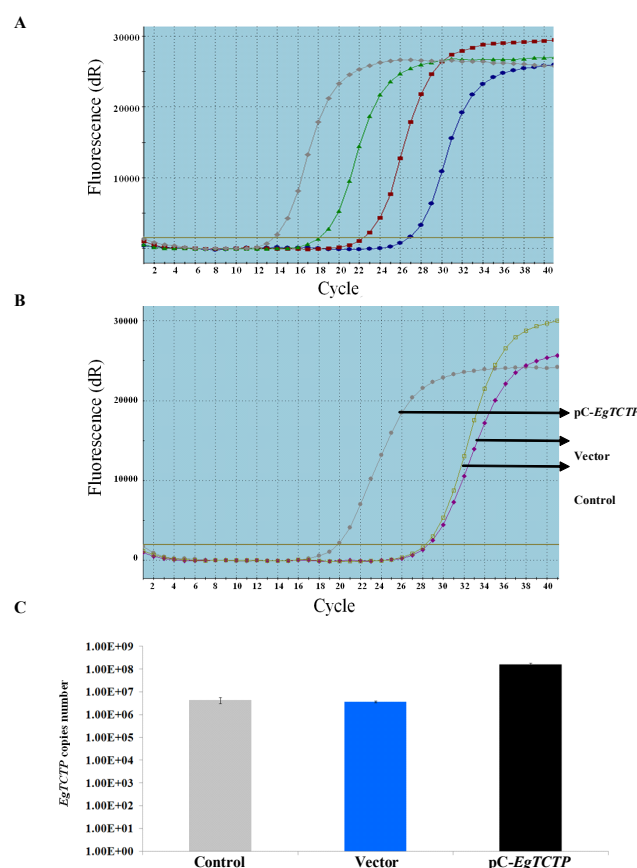 A
Fluorescence (dR)
30000
20000
10000
0
2 4 6 8 10 12 14 16 18 20 22 24 26 28 30 32 34 36 38 40
Cycle
B
Fluorescence (dR)
30000
20000
10000
0
2 4 6 8 10 12 14 16 18 20 22 24 26 28 30 32 34 36 38 40
Cycle
pC-EgTCTP
Vector
Control
C
EgTCTP copies number
1.00E+09
1.00E+08
1.00E+07
1.00E+06
1.00E+05
1.00E+04
1.00E+03
1.00E+02
1.00E+01
1.00E+00
Control Vector pC-EgTCTP